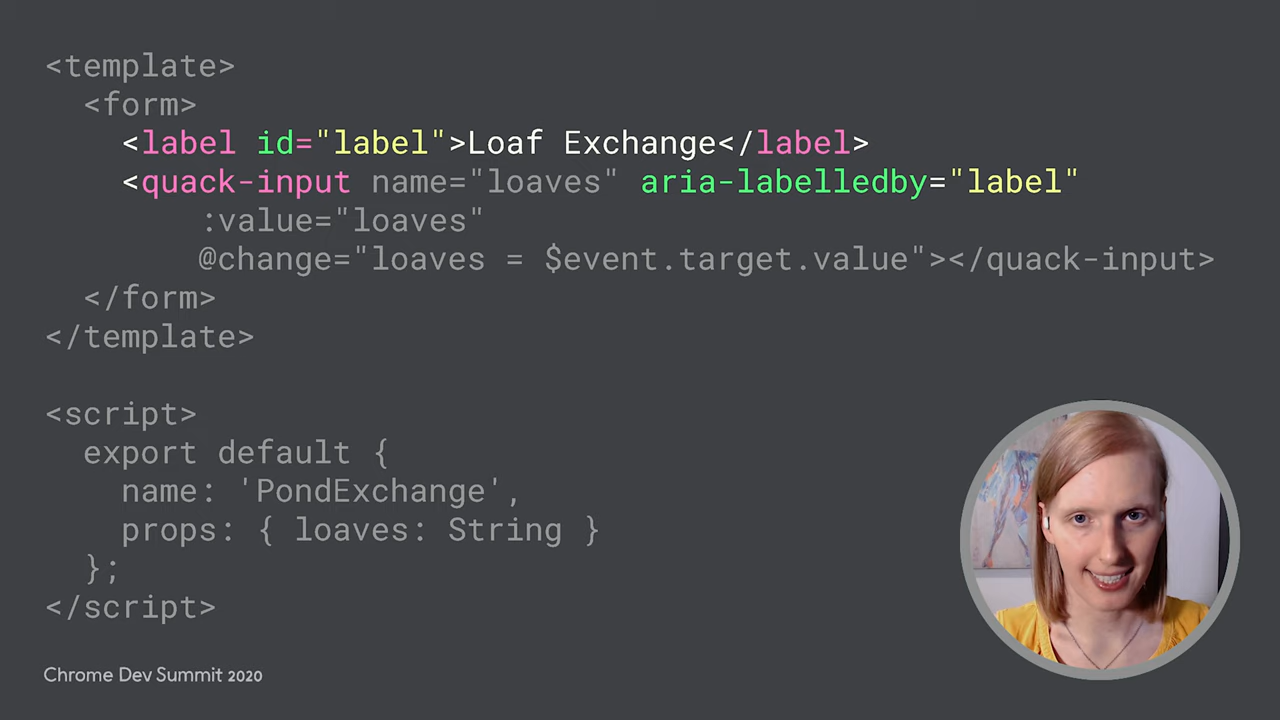 <template>
<form>
<label id="label">Loaf Exchange</label>
<quack-input name="loaves" aria-labelledby="label"
:value="loaves"
@change="loaves = $event.target.value"></quack-input>
</form>
</template>
<script>
export default {
name: 'PondExchange',
props: { loaves: String }
};
</script>
Chrome Dev Summit 2020